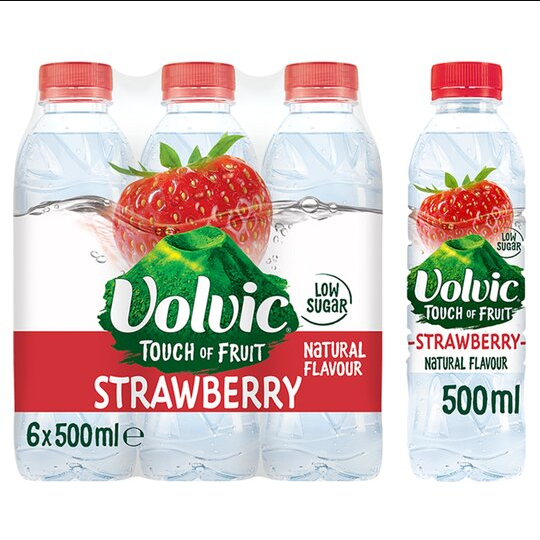 Volvic®
TOUCH OF FRUIT
LOW
SUGAR
NATURAL
FLAVOUR
STRAWBERRY
6x500ml℮
LOW
SUGAR
Volvic
TOUCH OF FRUIT
STRAWBERRY
NATURAL FLAVOUR
500ml